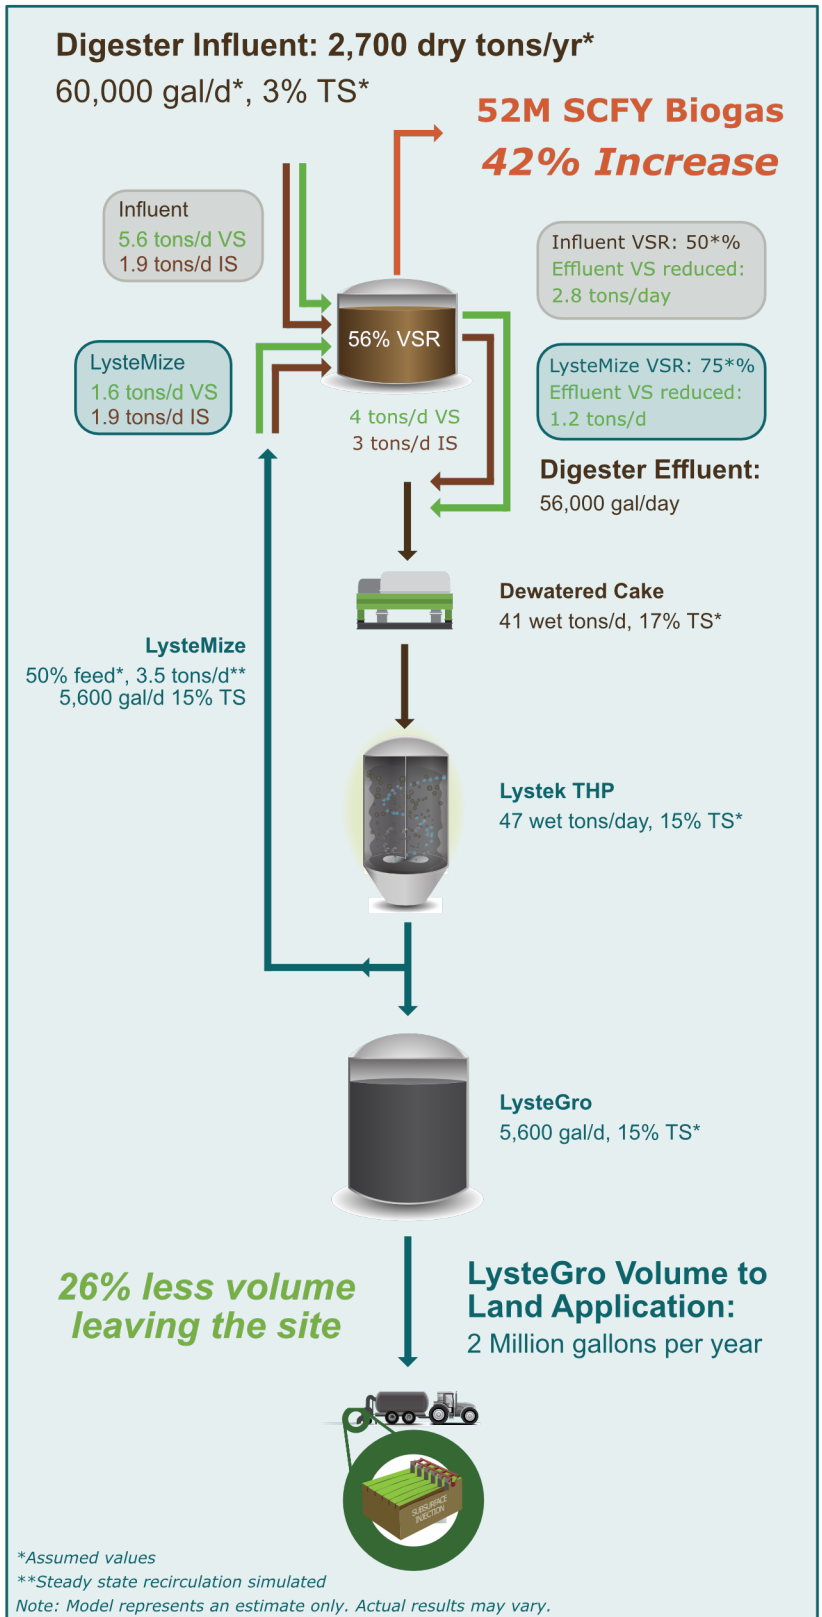 Digester Influent: 2,700 dry tons/yr*
60,000 gal/d*, 3% TS*
52M SCFY Biogas
42% Increase
Influent
5.6 tons/d VS
1.9 tons/d IS
Influent VSR: 50*%
Effluent VS reduced:
2.8 tons/day
56% VSR
LysteMize
1.6 tons/d VS
1.9 tons/d IS
LysteMize VSR: 75*%
Effluent VS reduced:
1.2 tons/d
4 tons/d VS
3 tons/d IS
Digester Effluent:
56,000 gal/day
Dewatered Cake
41 wet tons/d, 17% TS*
LysteMize
50% feed*, 3.5 tons/d**
5,600 gal/d 15% TS
Lystek THP
47 wet tons/day, 15% TS*
LysteGro
5,600 gal/d, 15% TS*
26% less volume
leaving the site
LysteGro Volume to
Land Application:
2 Million gallons per year
SUBSURFACE
INJECTION
*Assumed values
**Steady state recirculation simulated
Note: Model represents an estimate only. Actual results may vary.